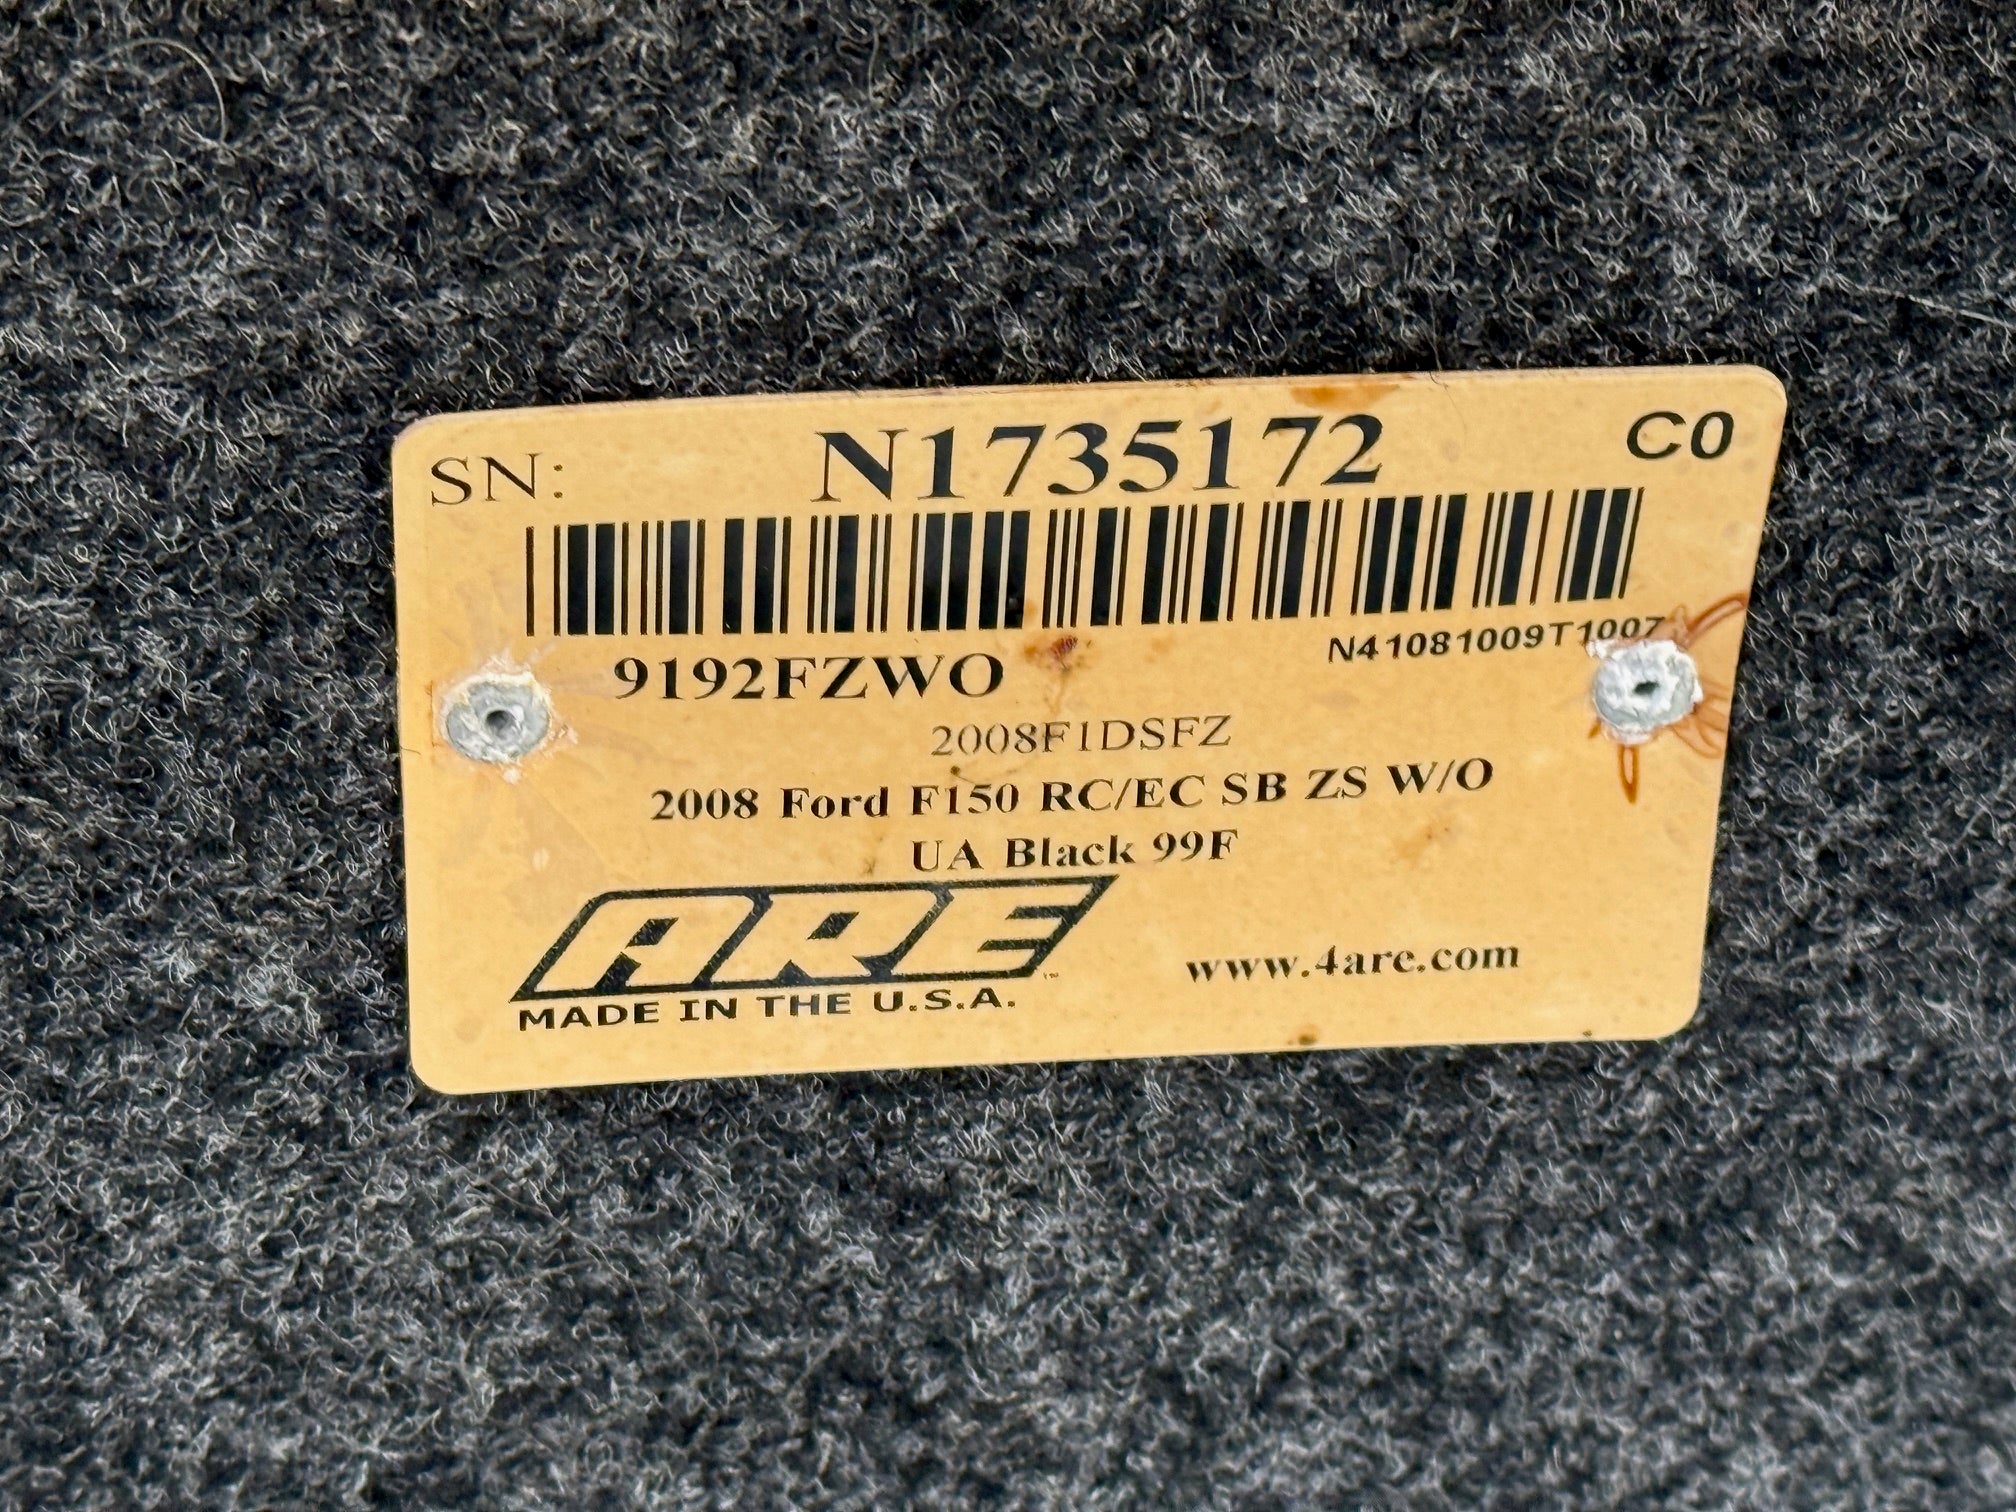 SN: N1735172 C0
N41081009T1007
9192FZWO
2008F1DSFZ
2008 Ford F150 RC/EC SB ZS W/O
UA Black 99F
ARE
™
www.4are.com
MADE IN THE U.S.A.